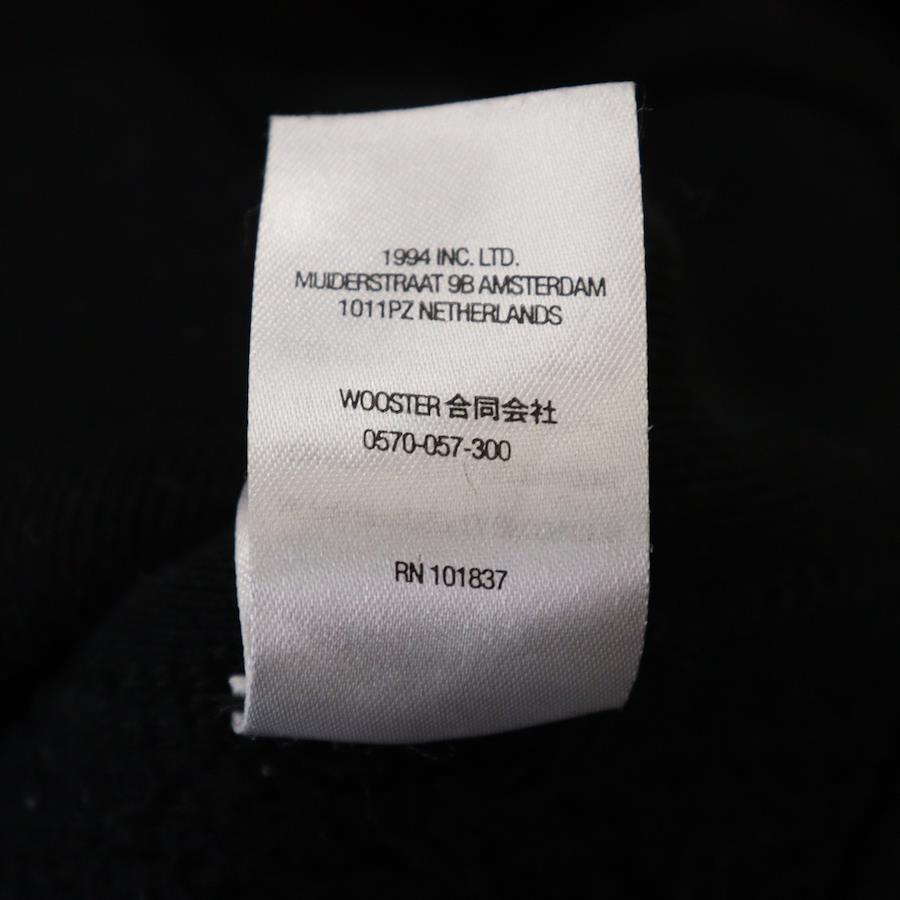 1994 INC. LTD.
MUIDERSTRAAT 9B AMSTERDAM
1011PZ NETHERLANDS
WOOSTER 合同会社
0570-057-300
RN 101837